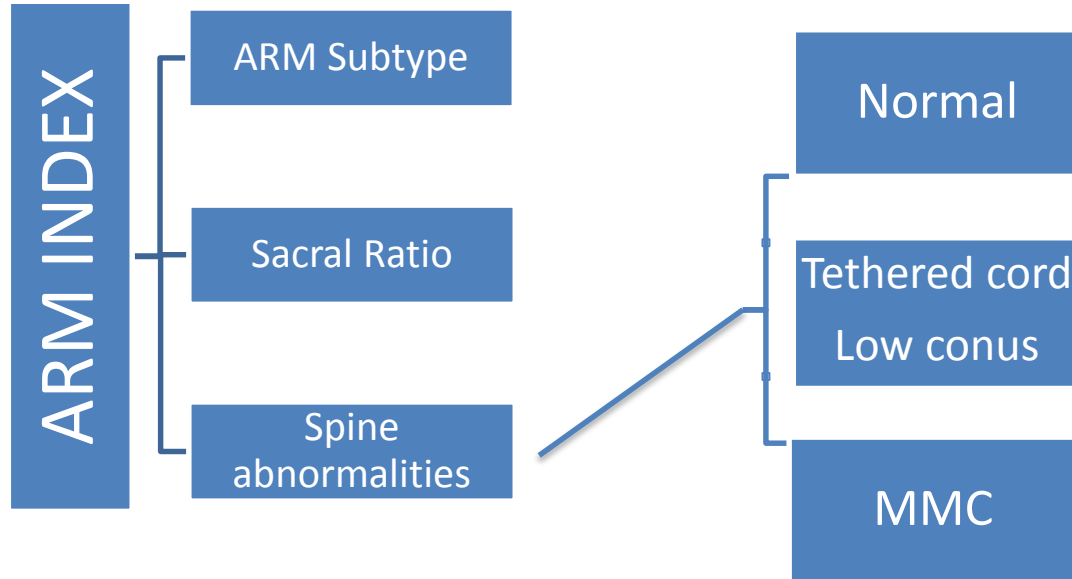 ARM INDEX
ARM Subtype
Sacral Ratio
Spine
abnormalities
Normal
Tethered cord
Low conus
MMC